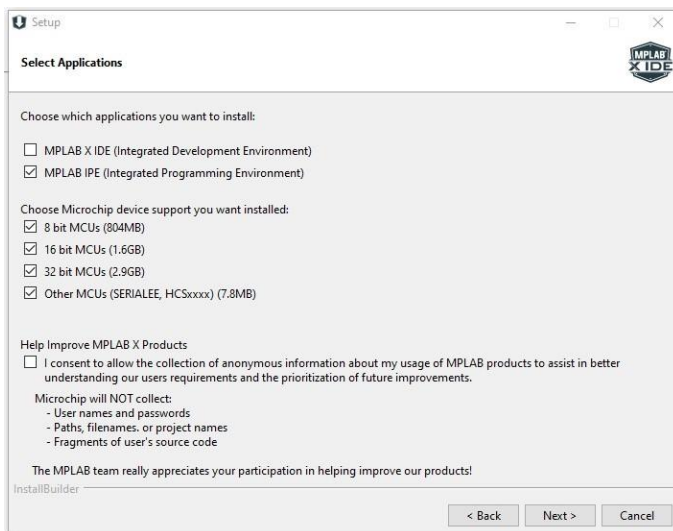 Setup
Select Applications
MPLAB
X IDE
Choose which applications you want to install:
MPLAB X IDE (Integrated Development Environment)
MPLAB IPE (Integrated Programming Environment)
Choose Microchip device support you want installed:
8 bit MCUs (804MB)
16 bit MCUs (1.6GB)
32 bit MCUs (2.9GB)
Other MCUs (SERIALEE, HCSxxxx) (7.8MB)
Help Improve MPLAB X Products
I consent to allow the collection of anonymous information about my usage of MPLAB products to assist in better
understanding our users requirements and the prioritization of future improvements.
Microchip will NOT collect:
- User names and passwords
- Paths, filenames. or project names
- Fragments of user's source code
The MPLAB team really appreciates your participation in helping improve our products!
InstallBuilder
< Back
Next >
Cancel